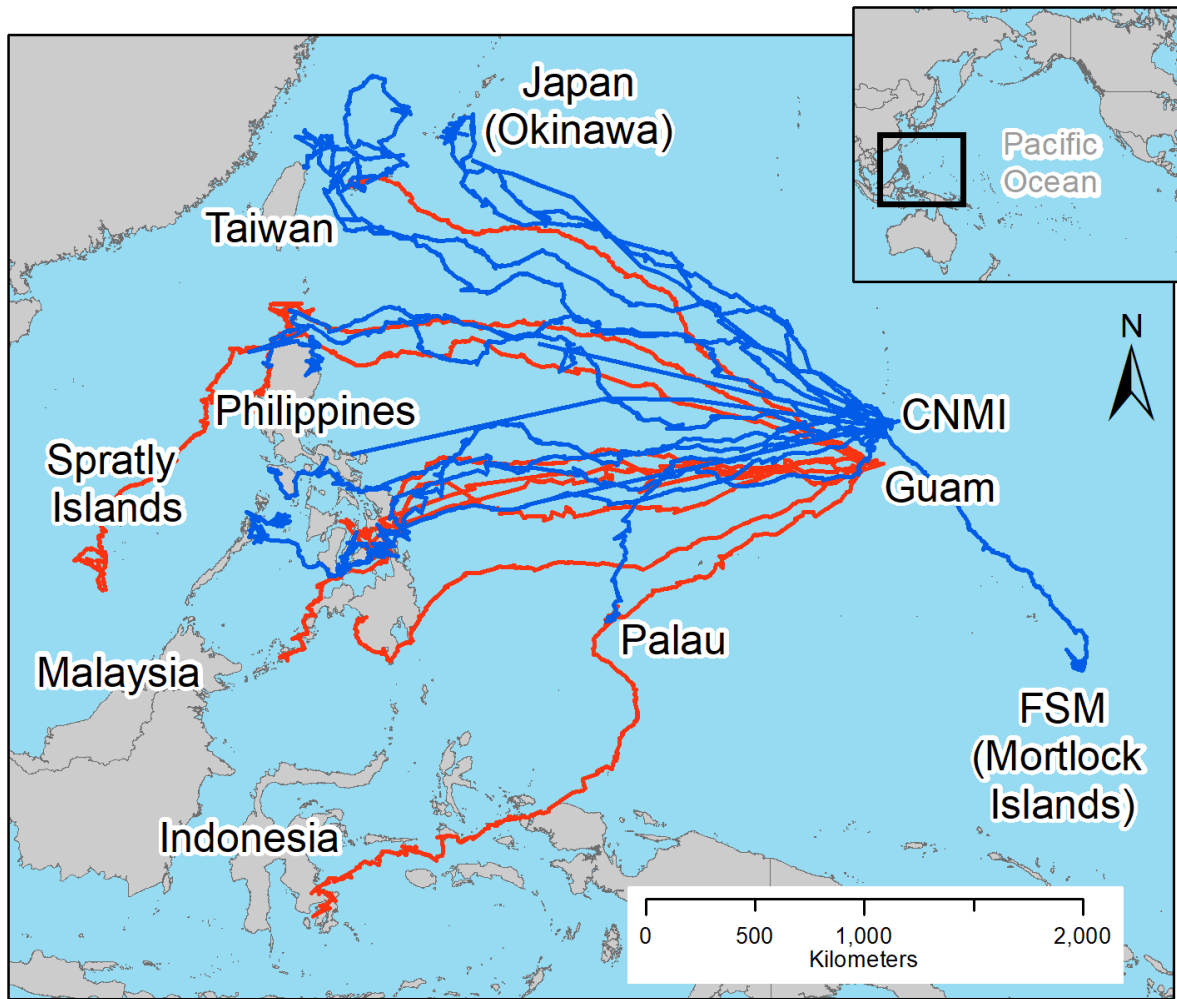 Pacific
Ocean
Japan
(Okinawa)
Taiwan
N
Philippines
CNMI
Spratly
Islands
Guam
Palau
Malaysia
FSM
(Mortlock
Islands)
Indonesia
0 500 1,000 2,000
Kilometers